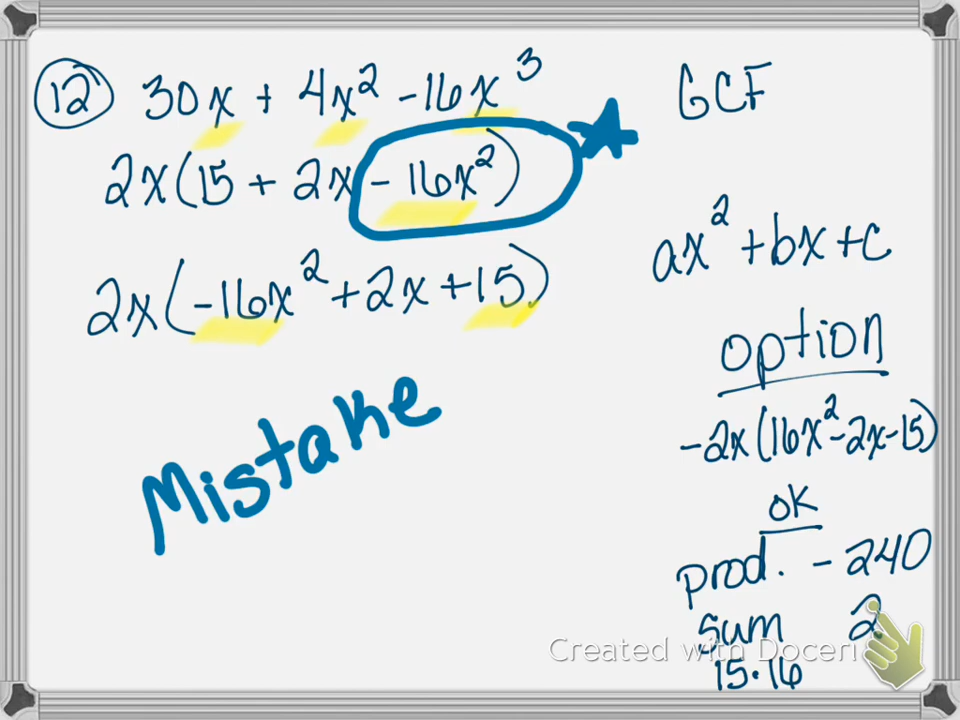 12 30x + 4x² - 16x³
2x(15 + 2x - 16x²)
2x(-16x² + 2x + 15)
Mistake
GCF
ax² + bx + c
option
-2x(16x² - 2x - 15)
ok
prod. - 240
sum 2
15 · 16
Created with Doceri